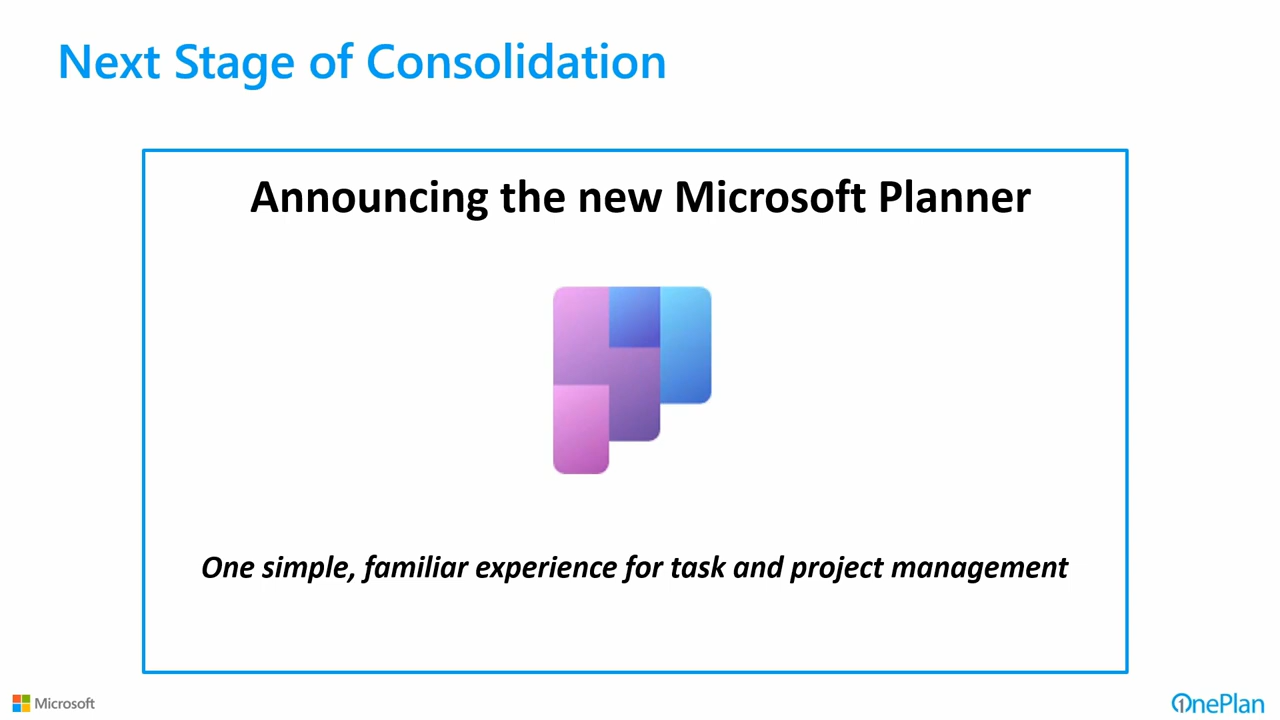 Next Stage of Consolidation
Announcing the new Microsoft Planner
One simple, familiar experience for task and project management
Microsoft
OnePlan